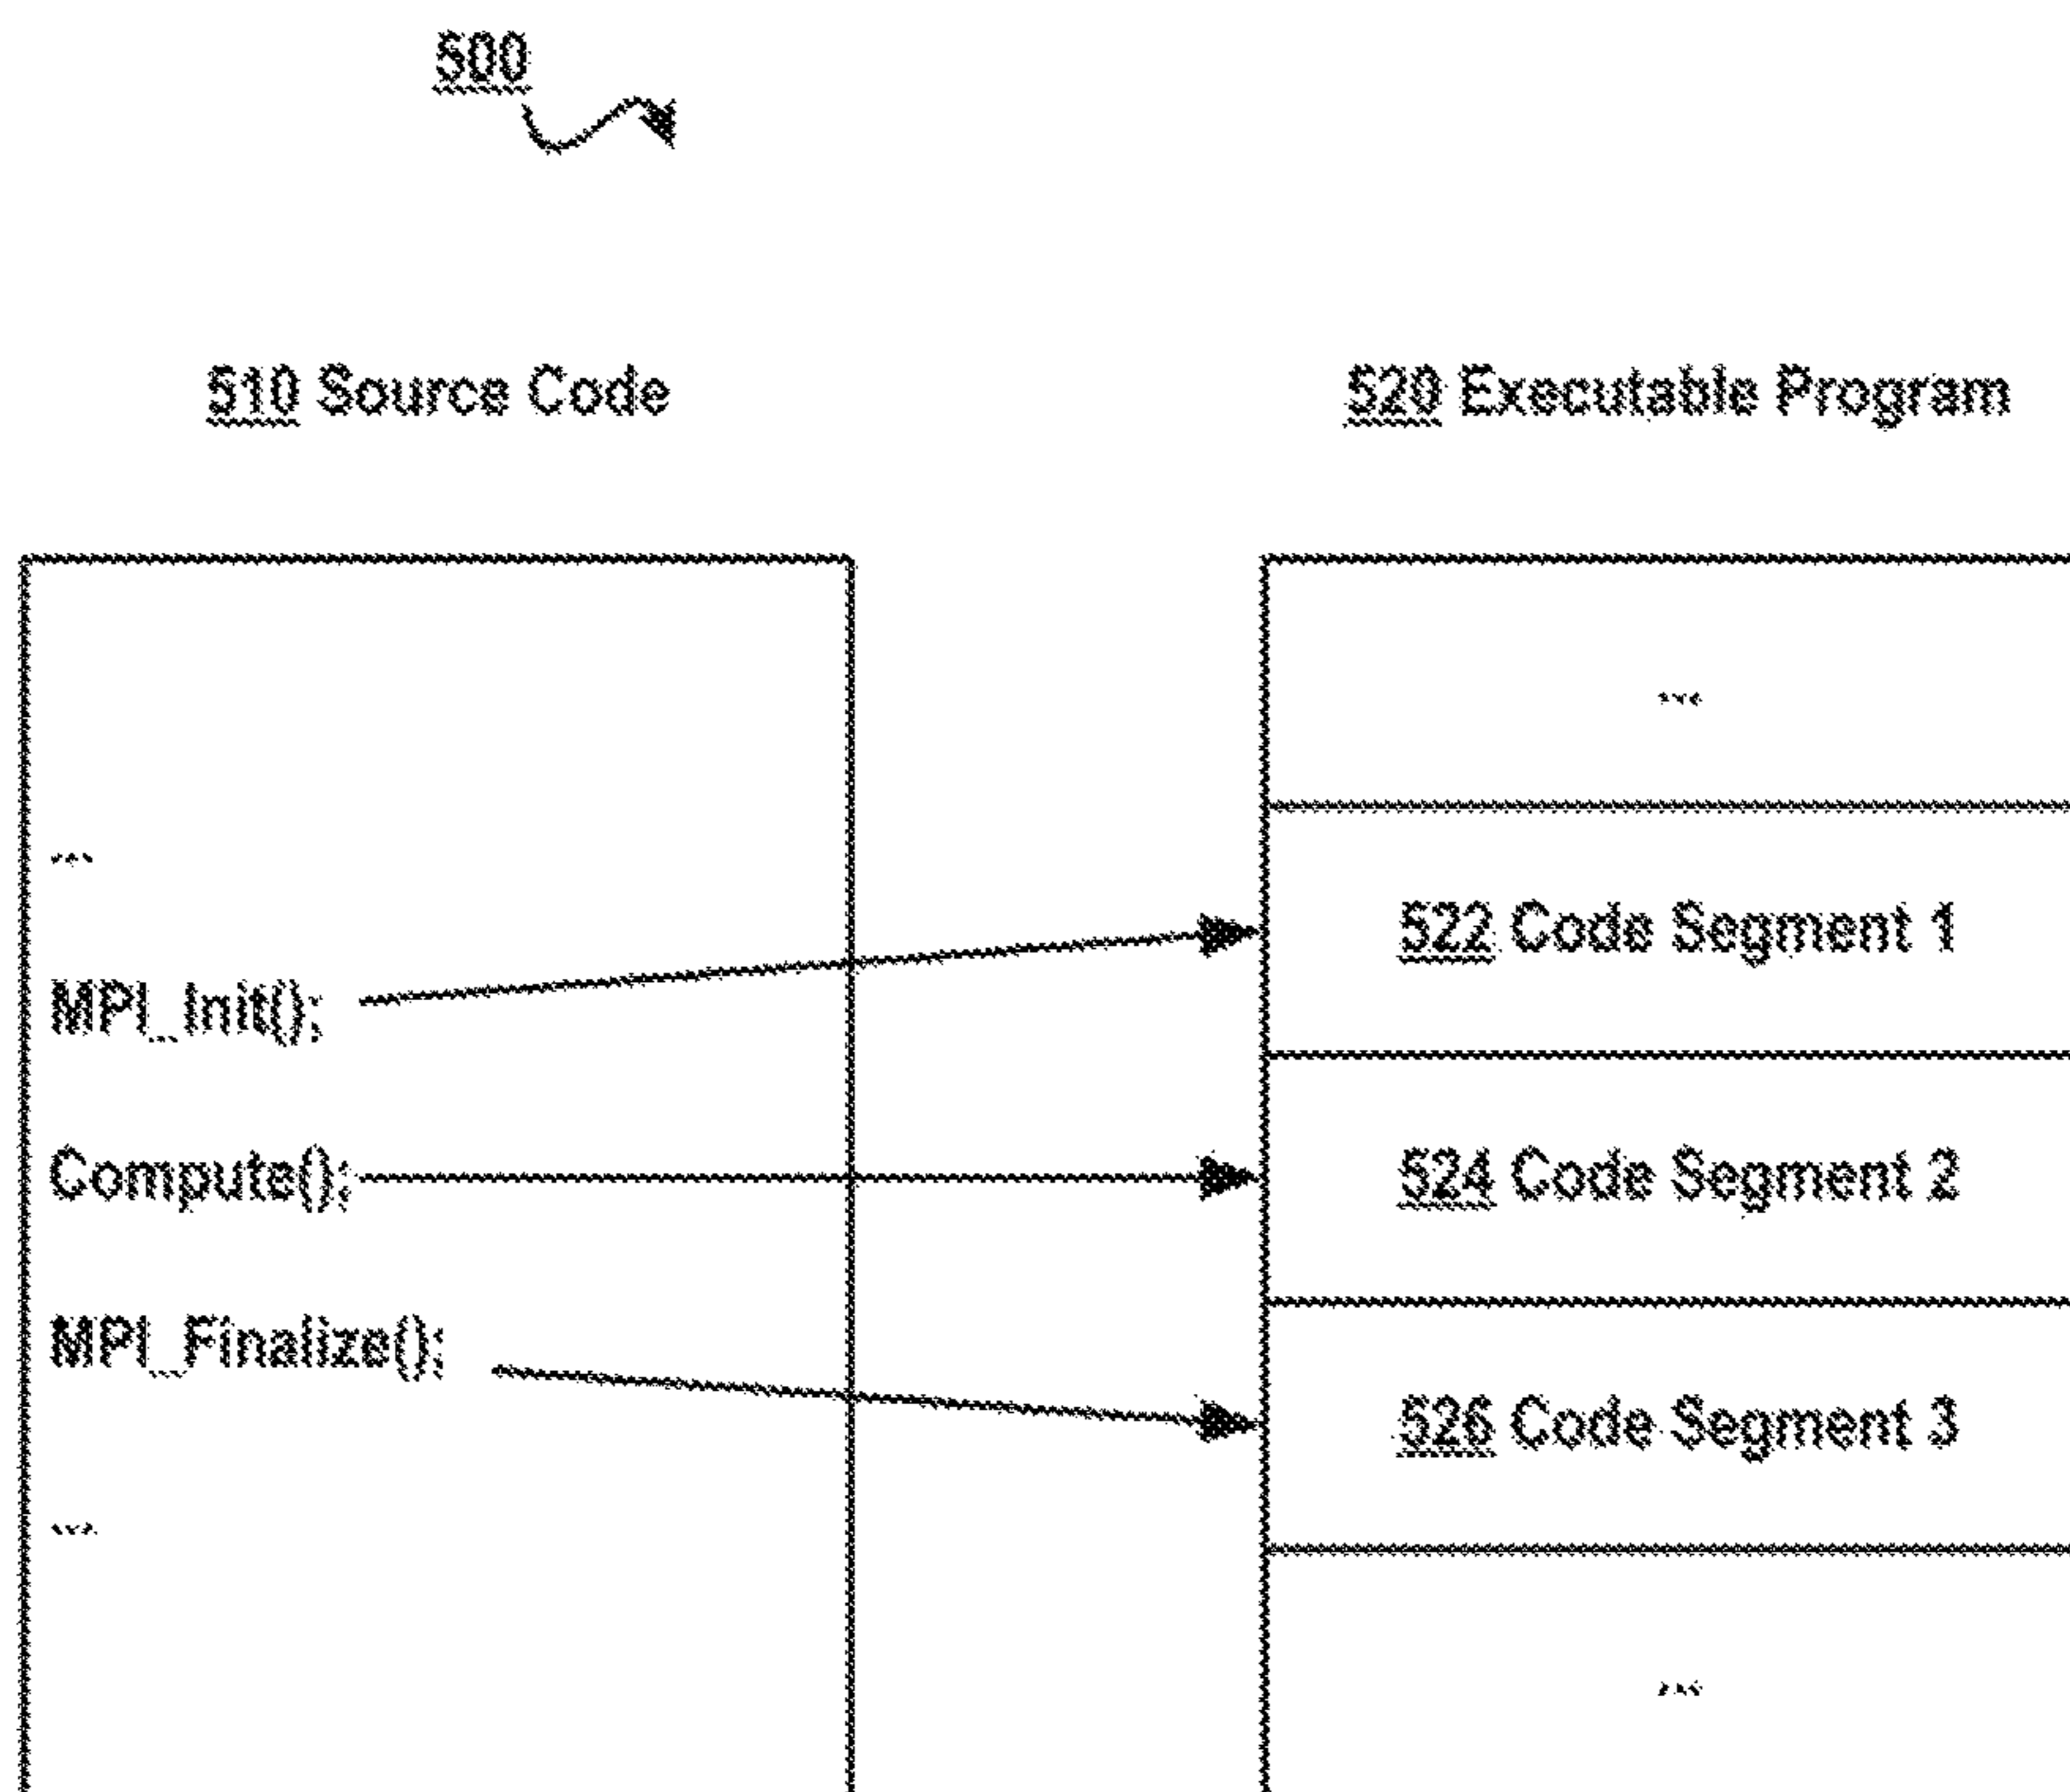 500
510 Source Code
520 Executable Program
...
...
522 Code Segment 1
MPI_Init();
Compute();
524 Code Segment 2
MPI_Finalize();
526 Code Segment 3
...
...